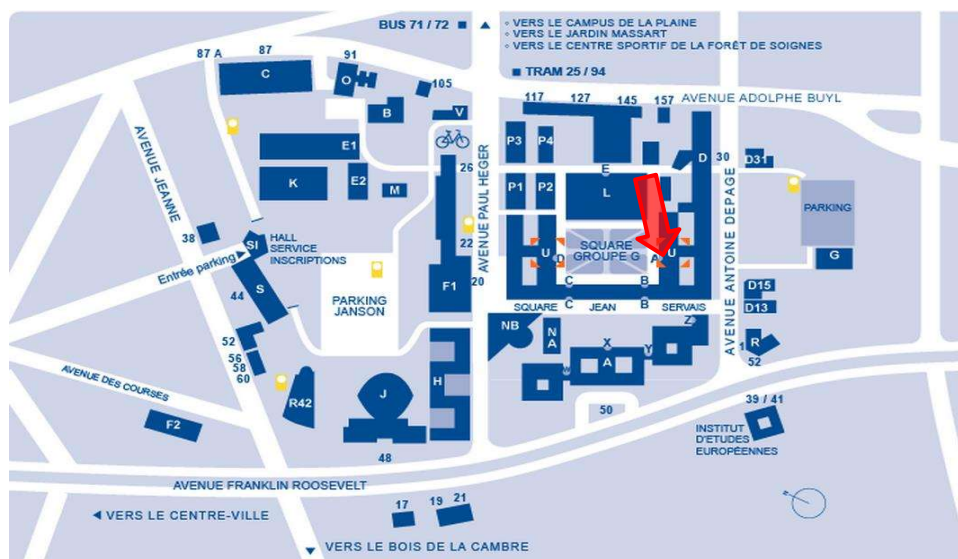 BUS 71 / 72
VERS LE CAMPUS DE LA PLAINE
VERS LE JARDIN MASSART
VERS LE CENTRE SPORTIF DE LA FORÊT DE SOIGNES
TRAM 25 / 94
87 A
87
91
105
C
O
B
V
117
127
145
157
AVENUE ADOLPHE BUYL
AVENUE JEANNE
E1
E2
K
M
26
AVENUE PAUL HEGER
P3
P4
P1
P2
E
L
D
30
D31
AVENUE ANTOINE DEPAGE
PARKING
G
38
SI
HALL
SERVICE
INSCRIPTIONS
Entrée parking
44
S
PARKING
JANSON
22
20
F1
U
D
SQUARE
GROUPE G
A
U
C
B
C
B
SQUARE
JEAN
SERVAIS
D15
D13
NB
N
A
X
Y
Z
W
A
R
1
52
52
56
58
60
AVENUE DES COURSES
F2
R42
J
H
48
50
39 / 41
INSTITUT
D'ETUDES
EUROPÉENNES
AVENUE FRANKLIN ROOSEVELT
VERS LE CENTRE-VILLE
17
19
21
VERS LE BOIS DE LA CAMBRE